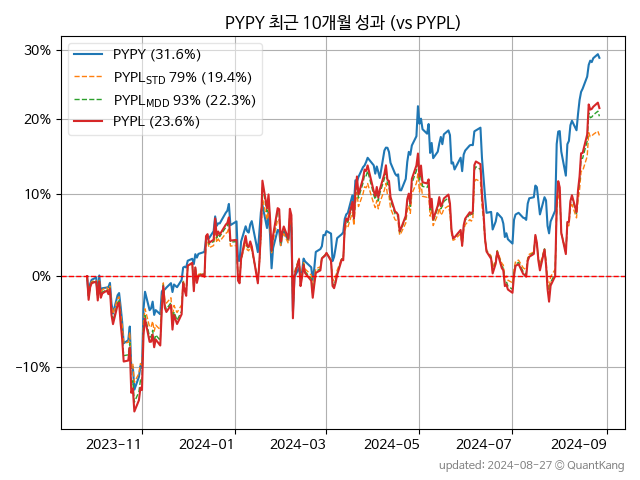 PYPY 최근 10개월 성과 (vs PYPL)
30%
20%
10%
0%
-10%
PYPY (31.6%)
PYPL_STD 79% (19.4%)
PYPL_MDD 93% (22.3%)
PYPL (23.6%)
2023-11
2024-01
2024-03
2024-05
2024-07
2024-09
updated: 2024-08-27 © QuantKang